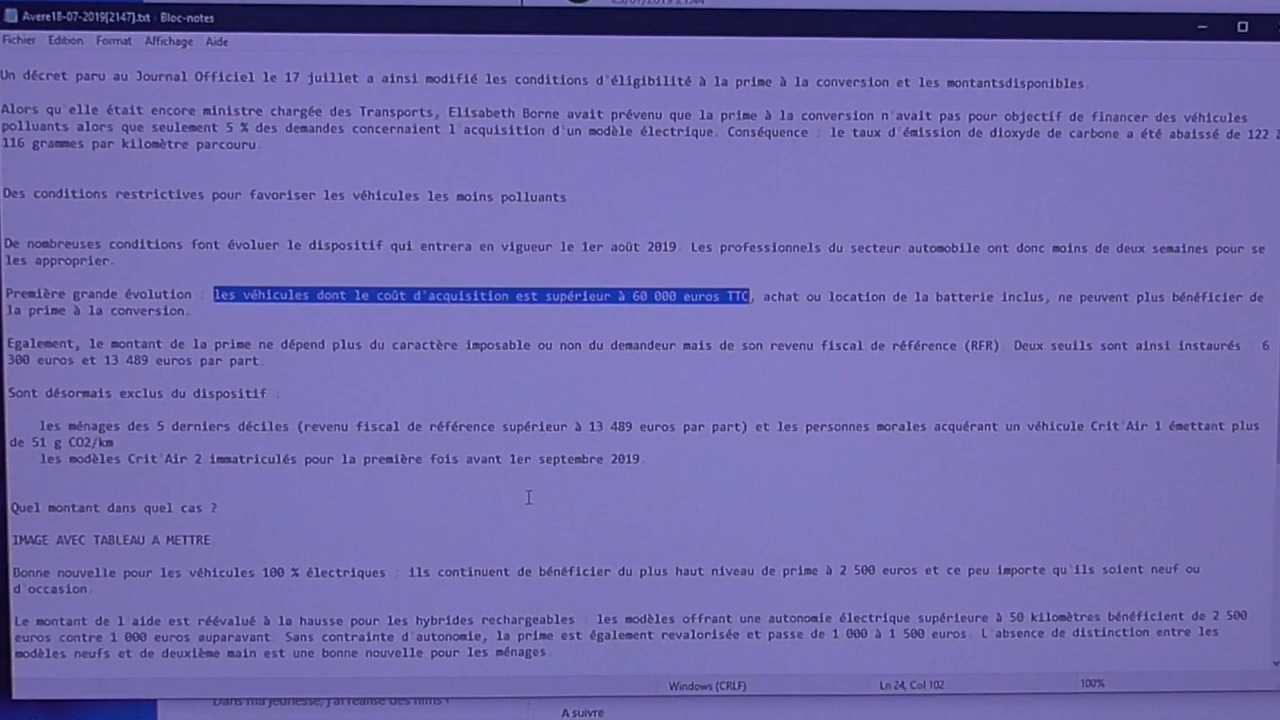 Avere18-07-2019[2147].txt - Bloc-notes
Fichier Edition Format Affichage Aide
Un décret paru au Journal Officiel le 17 juillet a ainsi modifié les conditions d'éligibilité à la prime à la conversion et les montantsdisponibles.
Alors qu'elle était encore ministre chargée des Transports, Elisabeth Borne avait prévenu que la prime à la conversion n'avait pas pour objectif de financer des véhicules
polluants alors que seulement 5 % des demandes concernaient l'acquisition d'un modèle électrique. Conséquence : le taux d'émission de dioxyde de carbone a été abaissé de 122
116 grammes par kilomètre parcouru.
Des conditions restrictives pour favoriser les véhicules les moins polluants
De nombreuses conditions font évoluer le dispositif qui entrera en vigueur le 1er août 2019. Les professionnels du secteur automobile ont donc moins de deux semaines pour se
les approprier.
Première grande évolution : les véhicules dont le coût d'acquisition est supérieur à 60 000 euros TTC, achat ou location de la batterie inclus, ne peuvent plus bénéficier de
la prime à la conversion.
Egalement, le montant de la prime ne dépend plus du caractère imposable ou non du demandeur mais de son revenu fiscal de référence (RFR). Deux seuils sont ainsi instaurés : 6
300 euros et 13 489 euros par part.
Sont désormais exclus du dispositif :
les ménages des 5 derniers déciles (revenu fiscal de référence supérieur à 13 489 euros par part) et les personnes morales acquérant un véhicule Crit'Air 1 émettant plus
de 51 g CO2/km
les modèles Crit'Air 2 immatriculés pour la première fois avant 1er septembre 2019.
Quel montant dans quel cas ?
IMAGE AVEC TABLEAU A METTRE
Bonne nouvelle pour les véhicules 100 % électriques : ils continuent de bénéficier du plus haut niveau de prime à 2 500 euros et ce peu importe qu'ils soient neuf ou
d'occasion.
Le montant de l'aide est réévalué à la hausse pour les hybrides rechargeables : les modèles offrant une autonomie électrique supérieure à 50 kilomètres bénéficient de 2 500
euros contre 1 000 euros auparavant. Sans contrainte d'autonomie, la prime est également revalorisée et passe de 1 000 à 1 500 euros. L'absence de distinction entre les
modèles neufs et de deuxième main est une bonne nouvelle pour les ménages.
Windows (CRLF) Ln 24, Col 102 100%
Dans ma jeunesse, j'ai réalisé des films !
A suivre